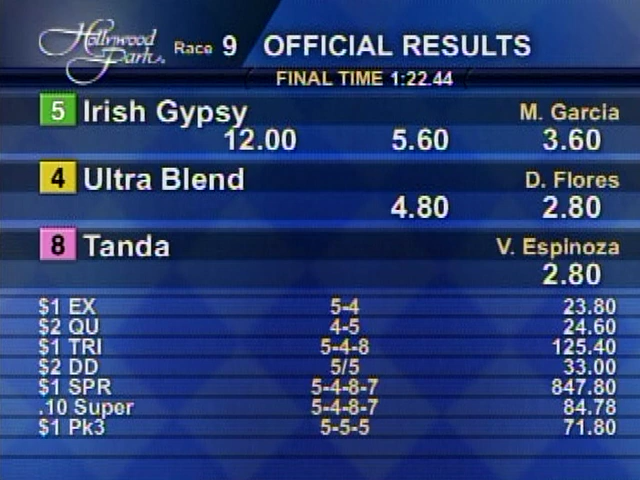 Hollywood Park. Race 9 OFFICIAL RESULTS
FINAL TIME 1:22.44
5 Irish Gypsy M. Garcia
12.00 5.60 3.60
4 Ultra Blend D. Flores
4.80 2.80
8 Tanda V. Espinoza
2.80
$1 EX 5-4 23.80
$2 QU 4-5 24.60
$1 TRI 5-4-8 125.40
$2 DD 5/5 33.00
$1 SPR 5-4-8-7 847.80
.10 Super 5-4-8-7 84.78
$1 Pk3 5-5-5 71.80